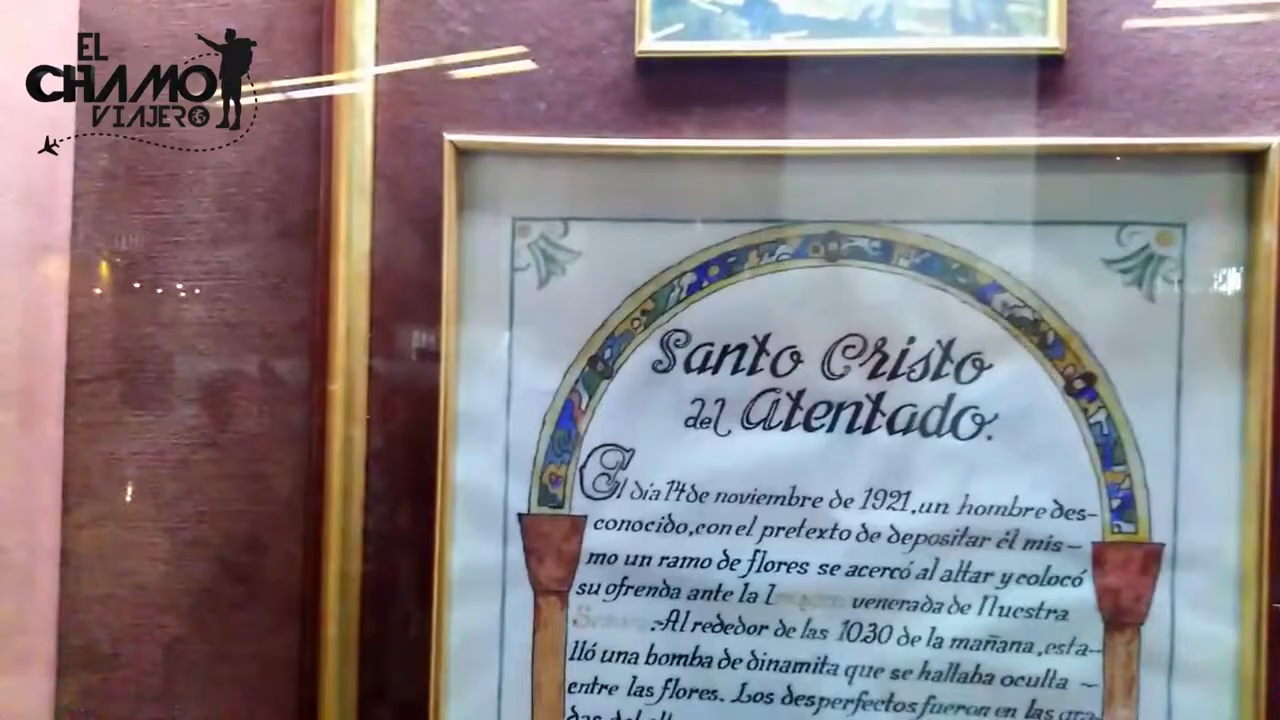 EL
CHAMO
VIAJERO
Santo Cristo
del Atentado.
El día 14 de noviembre de 1921, un hombre des-
conocido, con el pretexto de depositar él mis-
mo un ramo de flores se acercó al altar y colocó
su ofrenda ante la venerada de Nuestra
.-Al rededor de las 10.30 de la mañana, esta-
lló una bomba de dinamita que se hallaba oculta
entre las flores. Los desperfectos fueron en las gra-